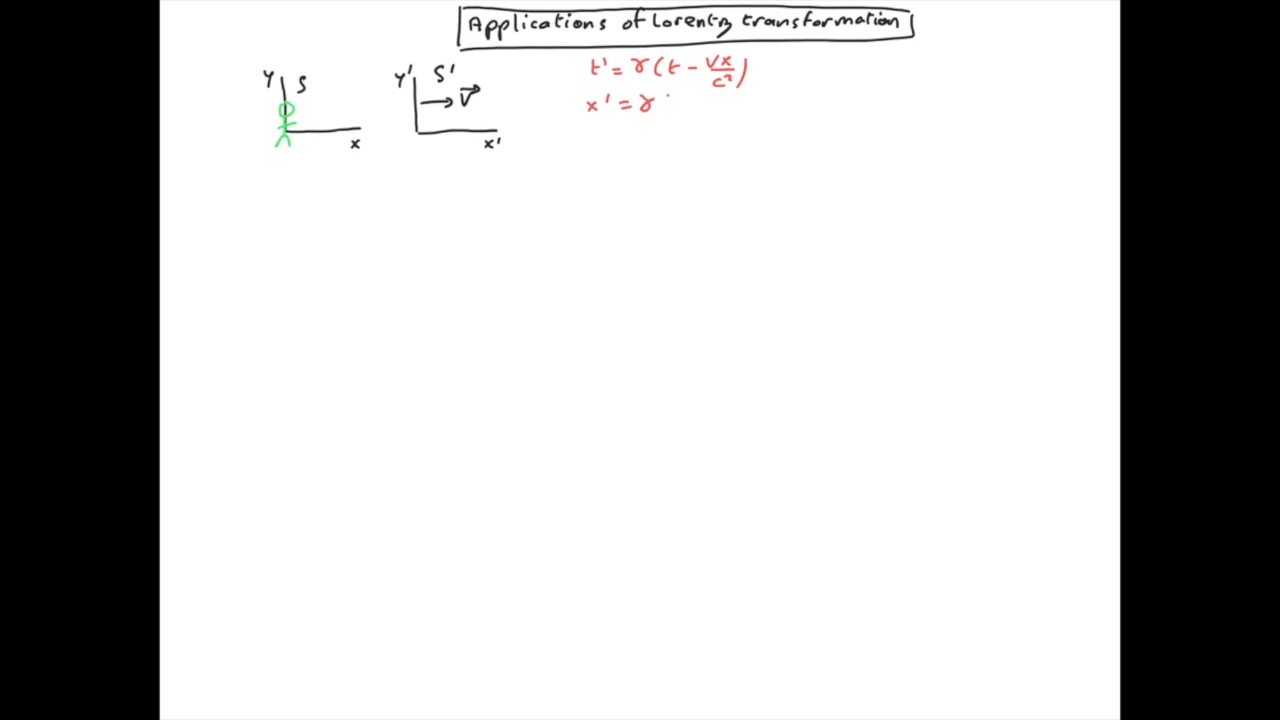 Applications of Lorentz transformation
y S
x
y' S'
→ v⃗
x'
t' = γ (t - vx/c²)
x' = γ